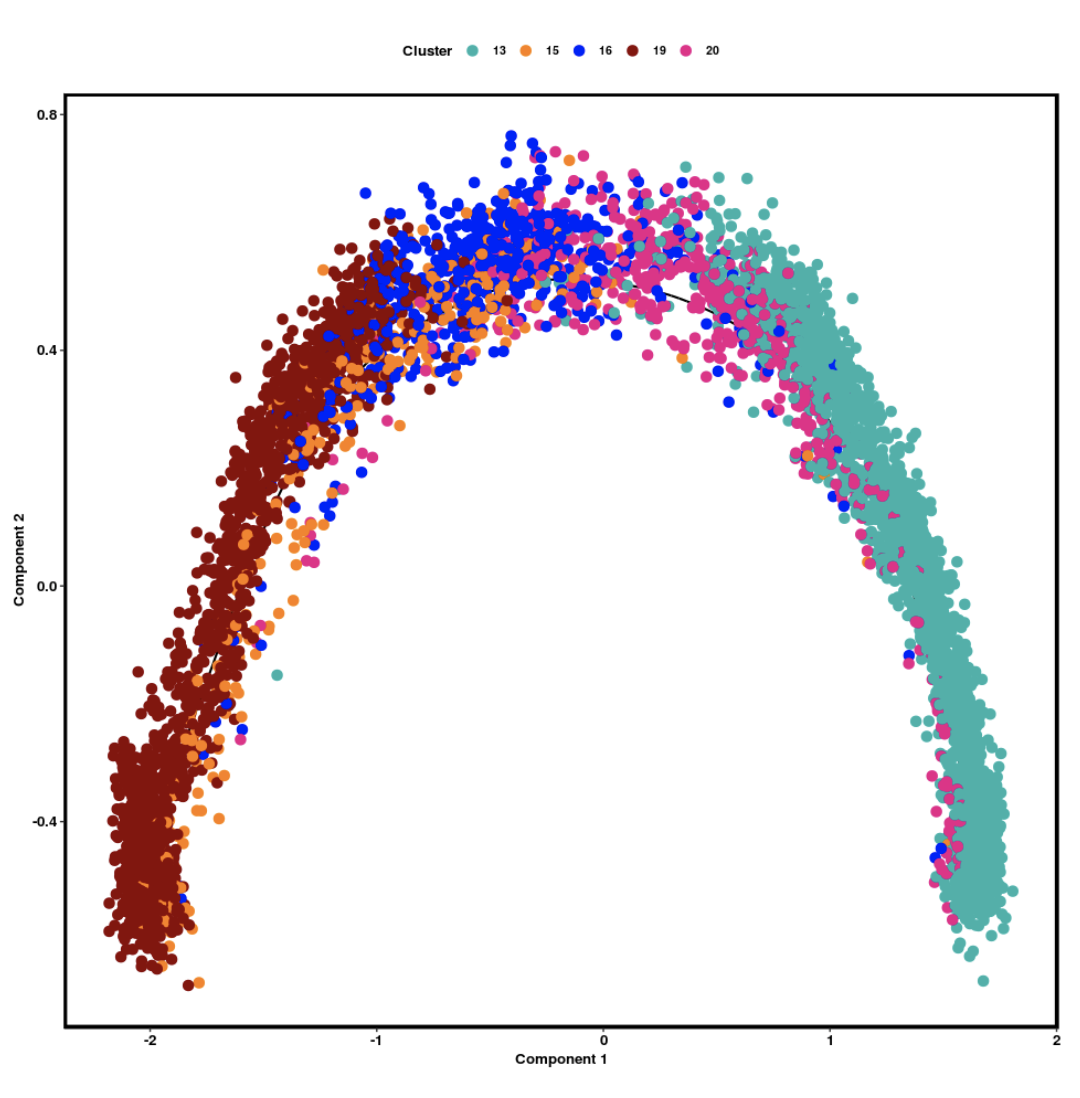 Cluster 13 15 16 19 20
0.8
0.4
0.0
-0.4
Component 2
-2 -1 0 1 2
Component 1